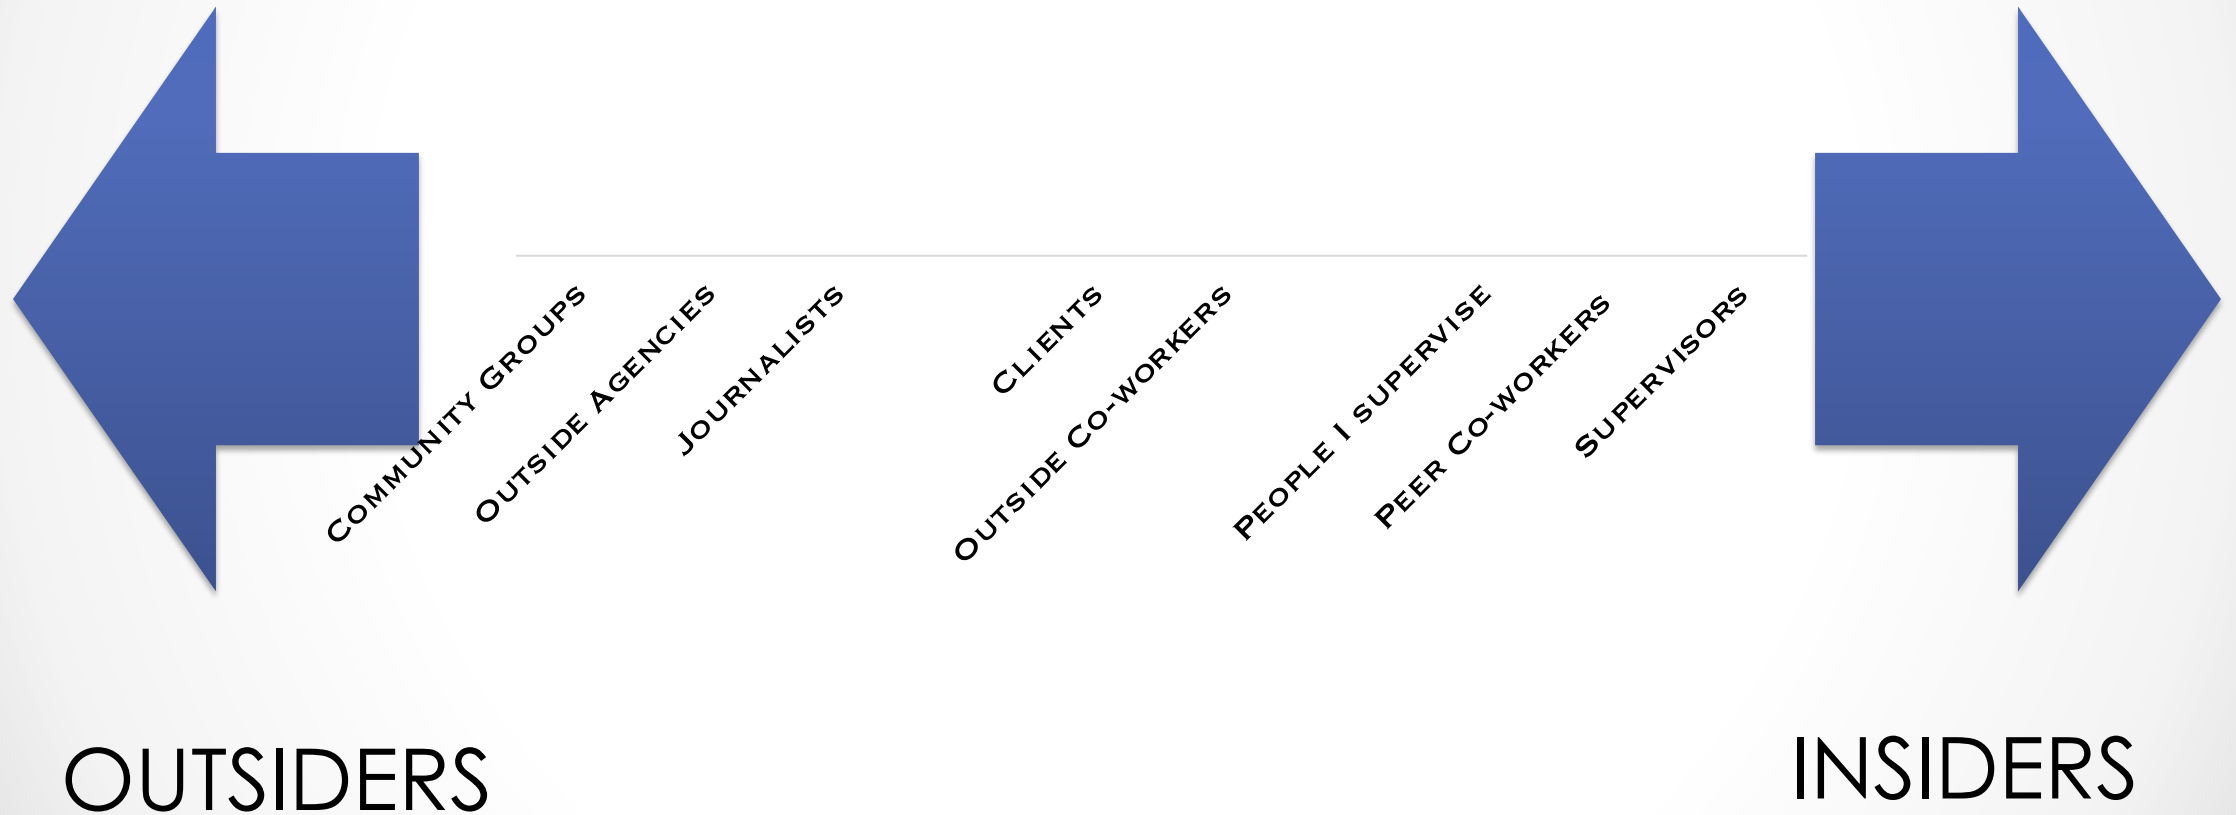 Community Groups
Outside Agencies
Journalists
Clients
Outside Co-workers
People I supervise
Peer Co-workers
Supervisors
OUTSIDERS
INSIDERS